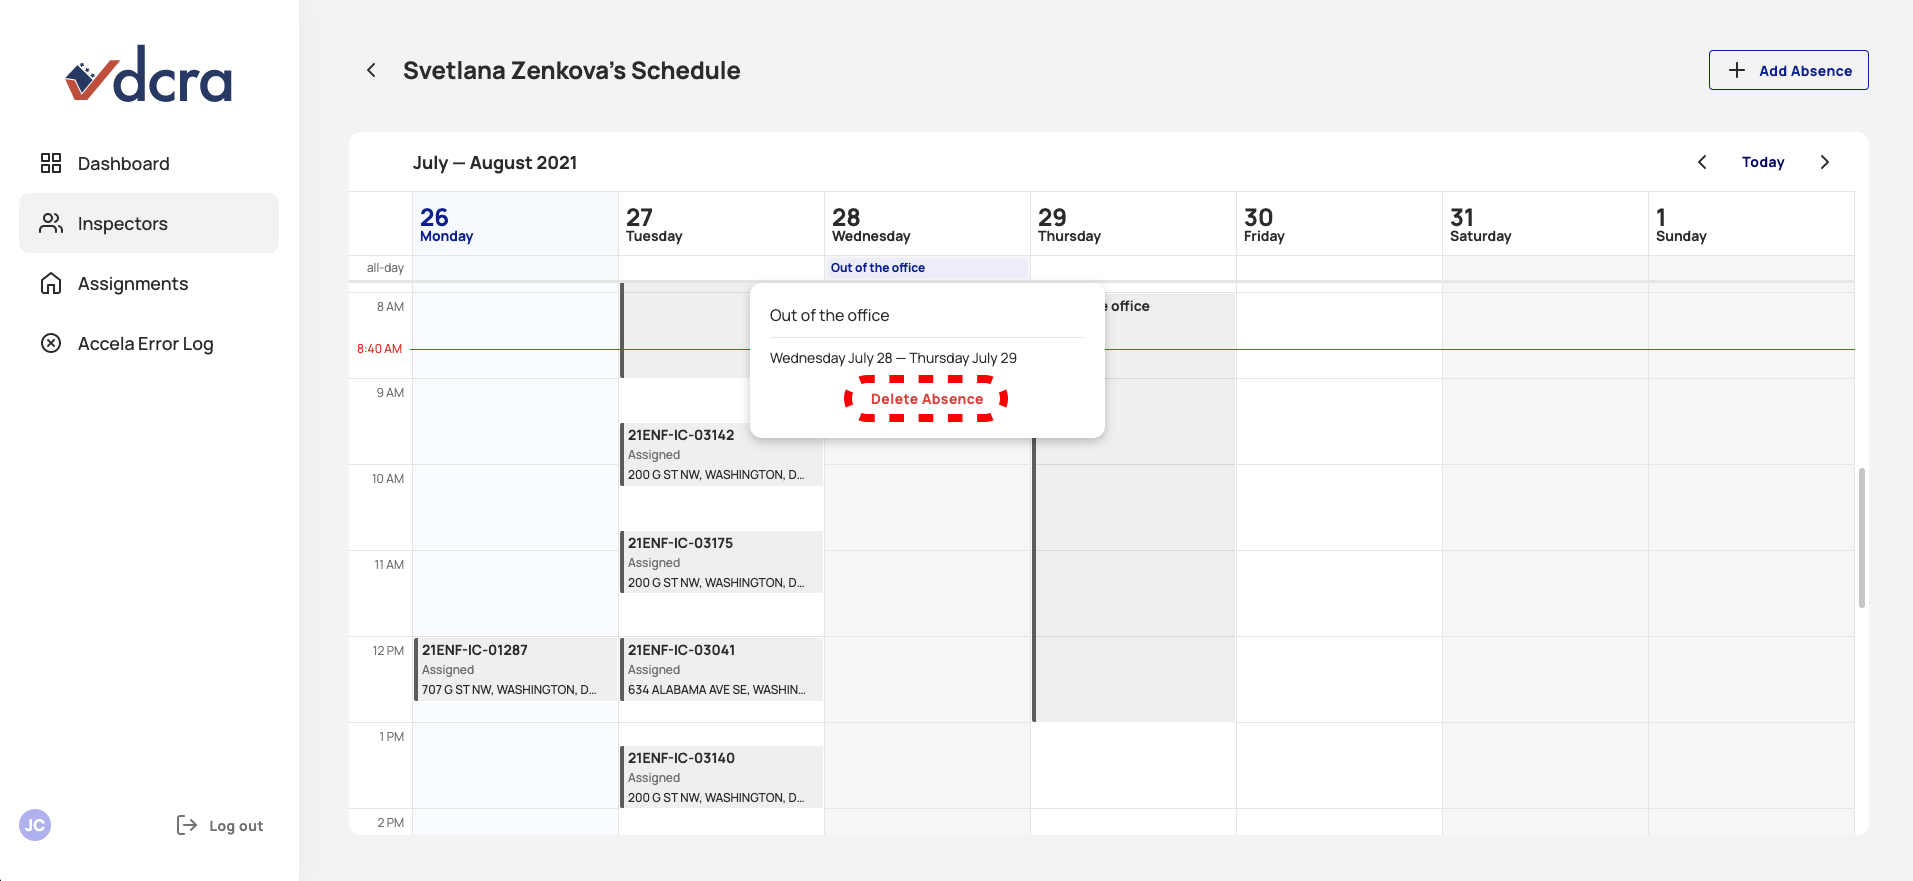 dcra
Dashboard
Inspectors
Assignments
Accela Error Log
JC
Log out
Svetlana Zenkova's Schedule
Add Absence
July — August 2021
Today
26
Monday
27
Tuesday
28
Wednesday
29
Thursday
30
Friday
31
Saturday
1
Sunday
all-day
Out of the office
8 AM
8:40 AM
9 AM
10 AM
11 AM
12 PM
1 PM
2 PM
21ENF-IC-01287
Assigned
707 G ST NW, WASHINGTON, D...
21ENF-IC-03142
Assigned
200 G ST NW, WASHINGTON, D...
21ENF-IC-03175
Assigned
200 G ST NW, WASHINGTON, D...
21ENF-IC-03041
Assigned
634 ALABAMA AVE SE, WASHIN...
21ENF-IC-03140
Assigned
200 G ST NW, WASHINGTON, D...
Out of the office
Wednesday July 28 — Thursday July 29
Delete Absence
office